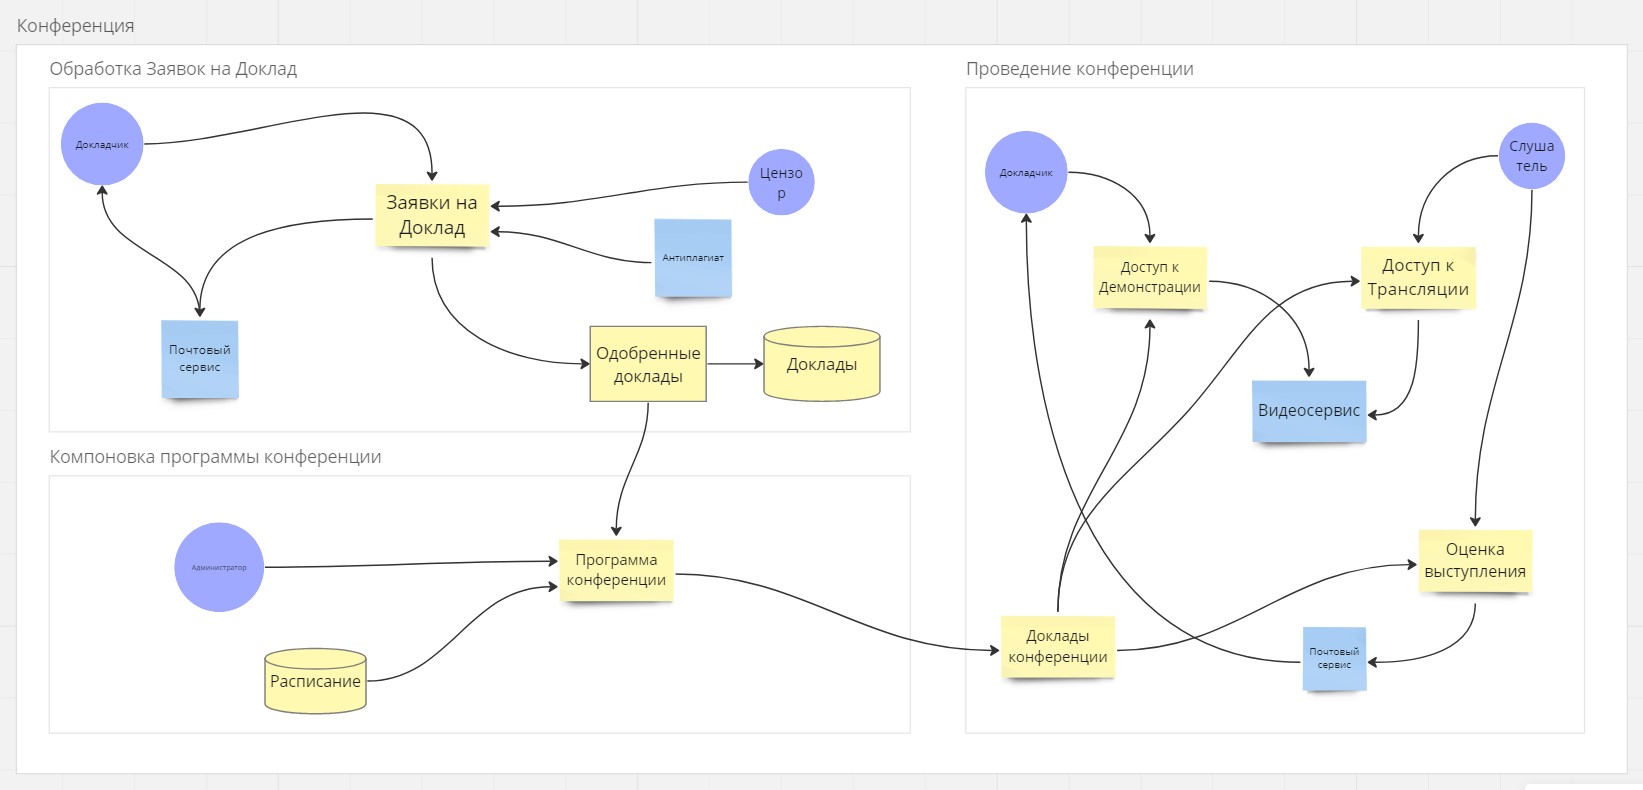 Конференция
Обработка Заявок на Доклад
Докладчик
Заявки на
Доклад
Цензо
р
Антиплагиат
Почтовый
сервис
Одобренные
доклады
Доклады
Компоновка программы конференции
Администратор
Программа
конференции
Расписание
Проведение конференции
Докладчик
Слуша
тель
Доступ к
Демонстрации
Доступ к
Трансляции
Видеосервис
Оценка
выступления
Доклады
конференции
Почтовый
сервис